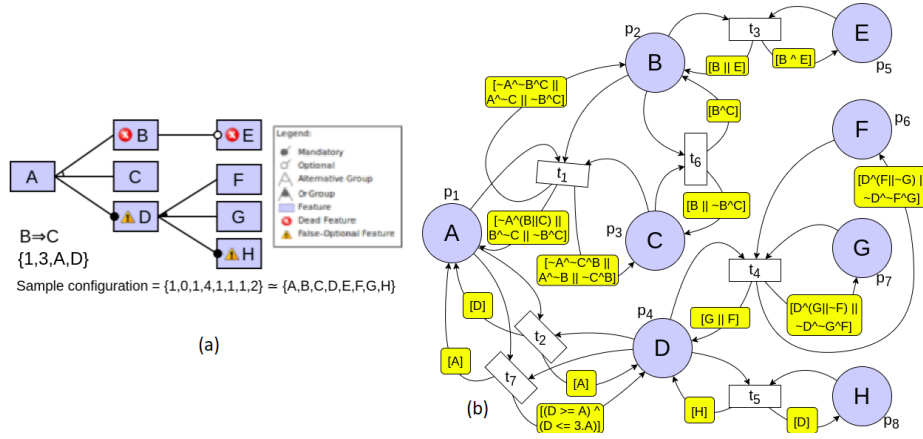 B
E
A
C
F
D
G
H
B⇒C
{1,3,A,D}
Sample configuration = {1,0,1,4,1,1,1,2} ≃ {A,B,C,D,E,F,G,H}
(a)
Legend:
Mandatory
Optional
Alternative Group
OrGroup
Feature
Dead Feature
False-Optional Feature
p2
B
t3
E
p5
[B || E]
[B ^ E]
[~A^~B^C ||
A^~C || ~B^C]
[B^C]
t6
F
p6
[D^(F||~G) ||
~D^~F^G]
t1
p1
A
[~A^(B||C) ||
B^~C || ~B^C]
p3
C
[B || ~B^C]
[~A^~C^B ||
A^~B || ~C^B]
t4
G
p7
[D^(G||~F) ||
~D^~G^F]
[G || F]
[D]
t2
p4
D
[A]
t7
[A]
[(D >= A) ^
(D <= 3.A)]
(b)
[H]
t5
[D]
H
p8